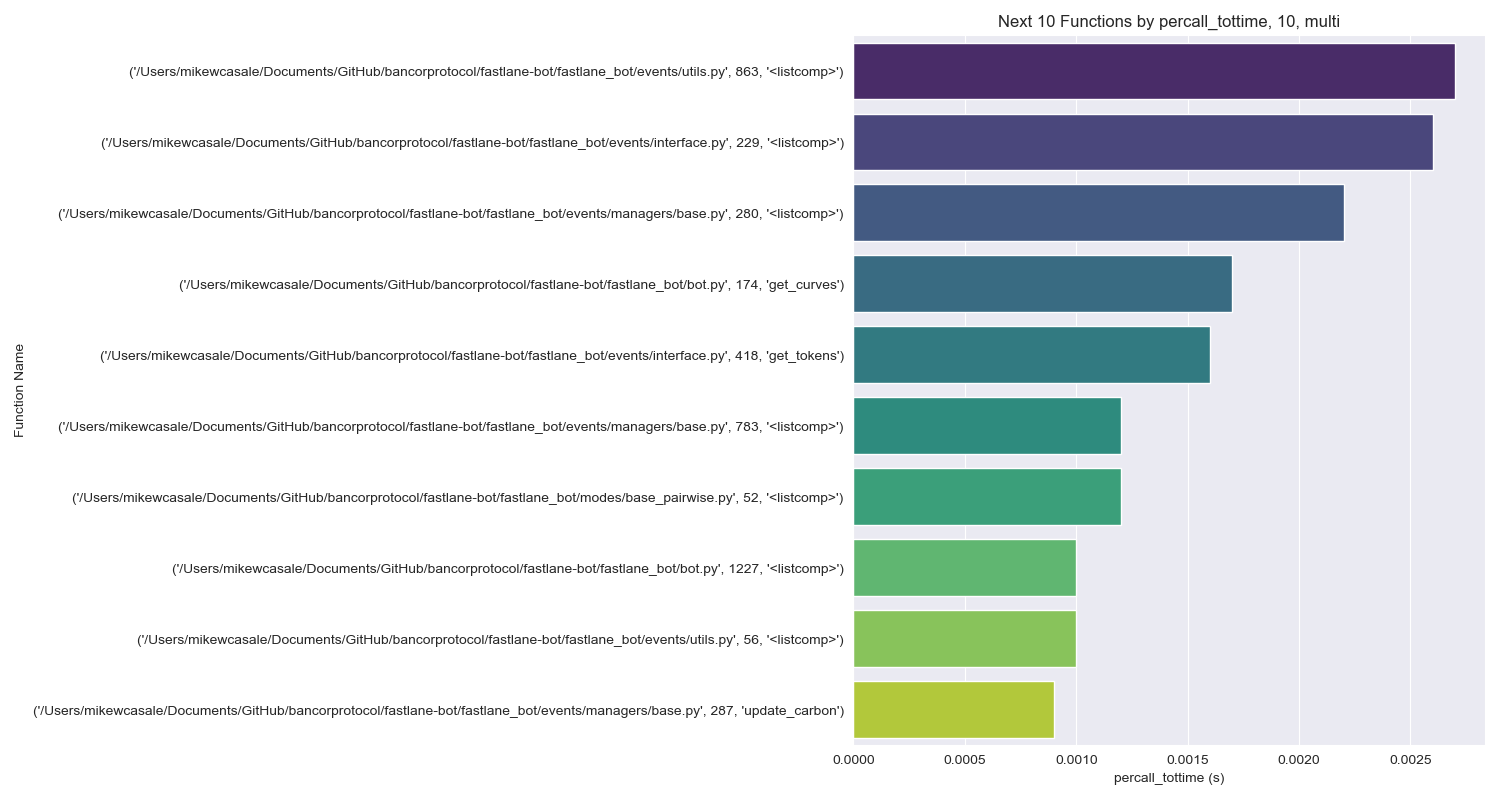 Next 10 Functions by percall_tottime, 10, multi
('/Users/mikewcasale/Documents/GitHub/bancorprotocol/fastlane-bot/fastlane_bot/events/utils.py', 863, '<listcomp>')
('/Users/mikewcasale/Documents/GitHub/bancorprotocol/fastlane-bot/fastlane_bot/events/interface.py', 229, '<listcomp>')
('/Users/mikewcasale/Documents/GitHub/bancorprotocol/fastlane-bot/fastlane_bot/events/managers/base.py', 280, '<listcomp>')
('/Users/mikewcasale/Documents/GitHub/bancorprotocol/fastlane-bot/fastlane_bot/bot.py', 174, 'get_curves')
('/Users/mikewcasale/Documents/GitHub/bancorprotocol/fastlane-bot/fastlane_bot/events/interface.py', 418, 'get_tokens')
('/Users/mikewcasale/Documents/GitHub/bancorprotocol/fastlane-bot/fastlane_bot/events/managers/base.py', 783, '<listcomp>')
('/Users/mikewcasale/Documents/GitHub/bancorprotocol/fastlane-bot/fastlane_bot/modes/base_pairwise.py', 52, '<listcomp>')
('/Users/mikewcasale/Documents/GitHub/bancorprotocol/fastlane-bot/fastlane_bot/bot.py', 1227, '<listcomp>')
('/Users/mikewcasale/Documents/GitHub/bancorprotocol/fastlane-bot/fastlane_bot/events/utils.py', 56, '<listcomp>')
('/Users/mikewcasale/Documents/GitHub/bancorprotocol/fastlane-bot/fastlane_bot/events/managers/base.py', 287, 'update_carbon')
Function Name
0.0000 0.0005 0.0010 0.0015 0.0020 0.0025
percall_tottime (s)